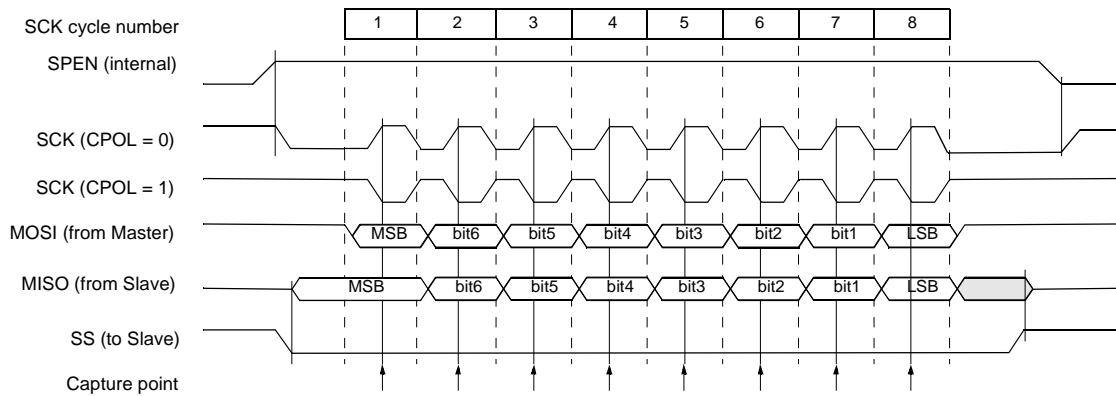 SCK cycle number 1 2 3 4 5 6 7 8
SPEN (internal)
SCK (CPOL = 0)
SCK (CPOL = 1)
MOSI (from Master) MSB bit6 bit5 bit4 bit3 bit2 bit1 LSB
MISO (from Slave) MSB bit6 bit5 bit4 bit3 bit2 bit1 LSB
SS (to Slave)
Capture point